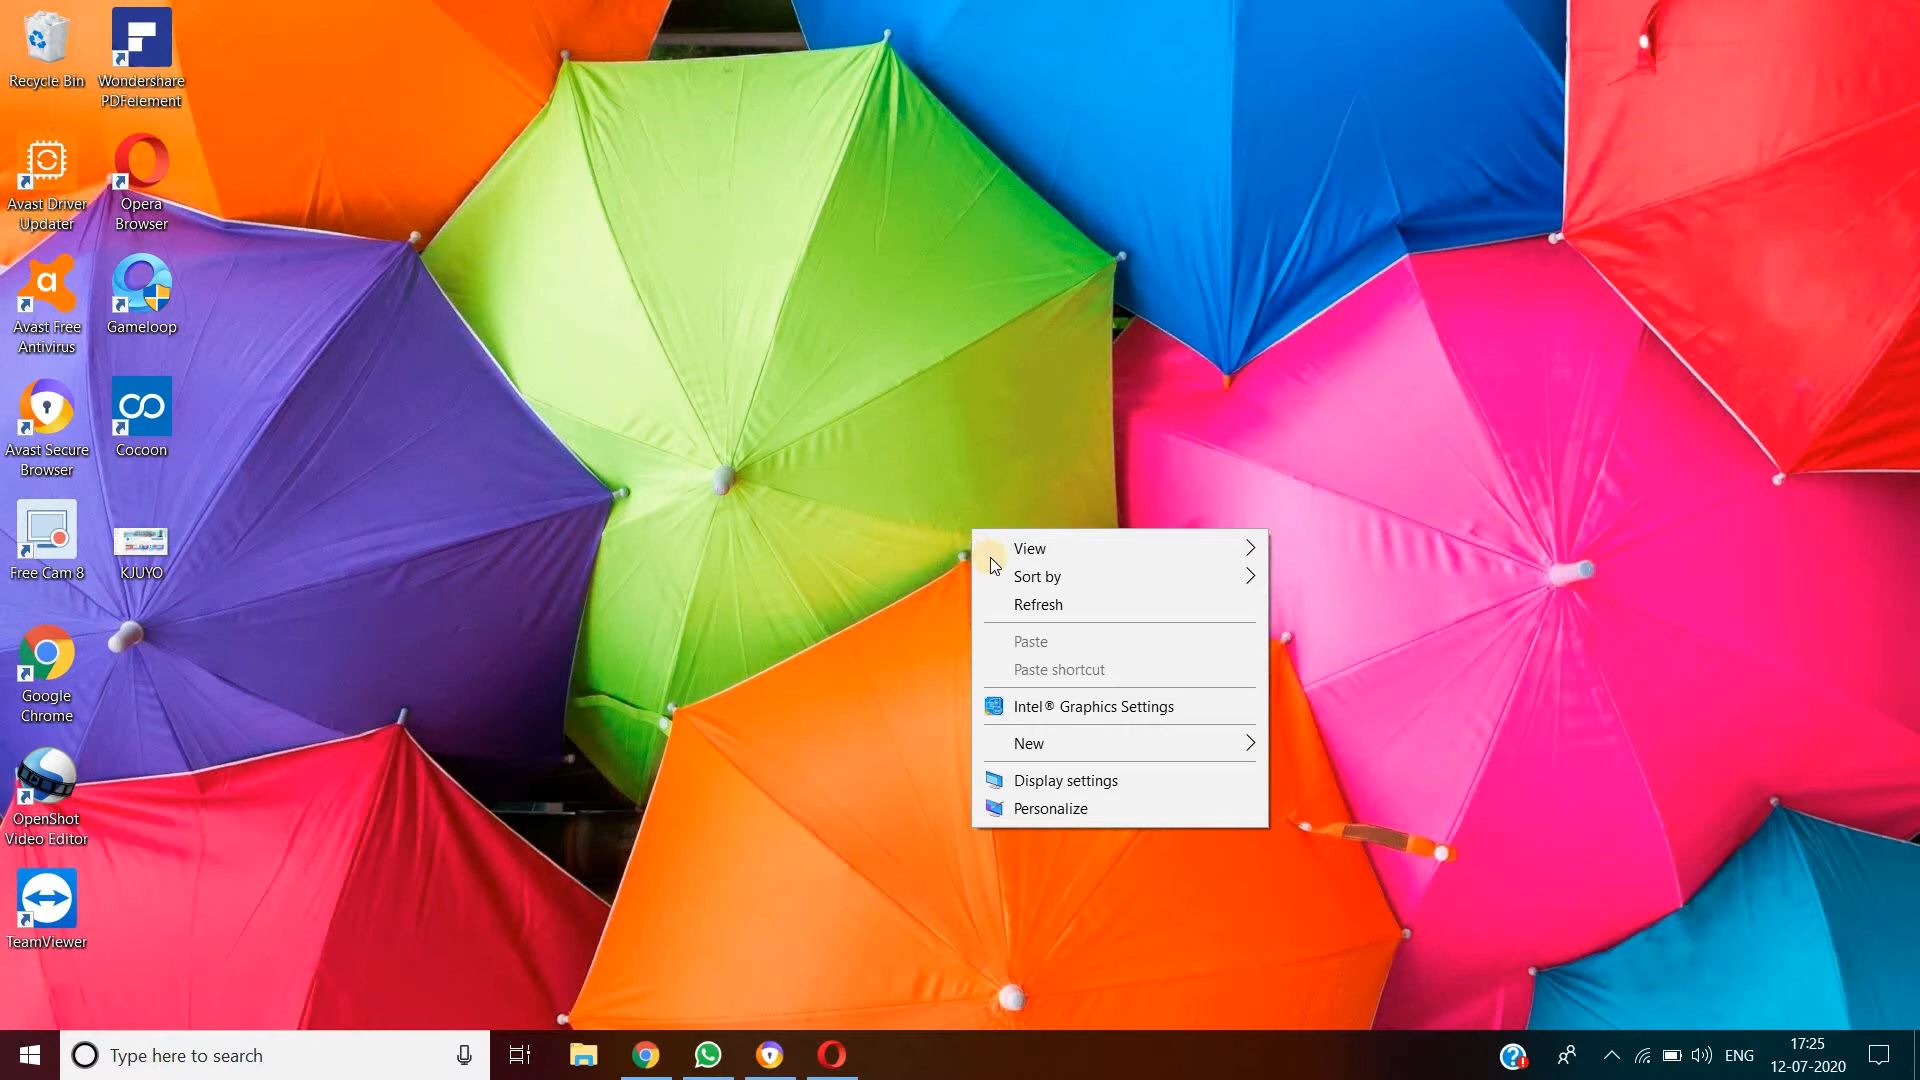 Recycle Bin
Wondershare
PDFelement
Avast Driver
Updater
Opera
Browser
Avast Free
Antivirus
Gameloop
Avast Secure
Browser
Cocoon
Free Cam 8
KJUYO
Google
Chrome
OpenShot
Video Editor
TeamViewer
View
Sort by
Refresh
Paste
Paste shortcut
Intel® Graphics Settings
New
Display settings
Personalize
Type here to search
ENG
17:25
12-07-2020